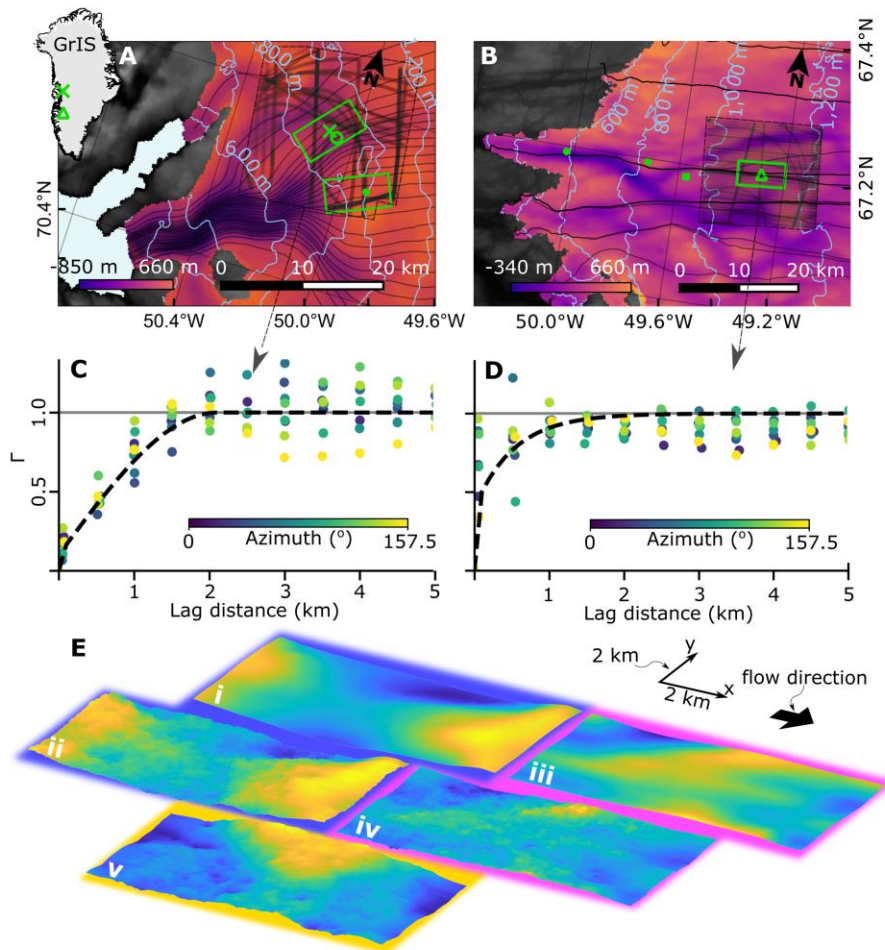 GrIS
A
N
800 m
1,200 m
600 m
70.4°N
-850 m 660 m
0 10 20 km
50.4°W 50.0°W 49.6°W
B
N
600 m
800 m
1,000 m
1,200 m
67.4°N
67.2°N
-340 m 660 m
0 10 20 km
50.0°W 49.6°W 49.2°W
C
1.0
0.5
Γ
0
Azimuth (°)
157.5
1 2 3 4 5
Lag distance (km)
D
0
Azimuth (°)
157.5
1 2 3 4 5
Lag distance (km)
E
2 km
y
x
2 km
flow direction
i
ii
iii
iv
v